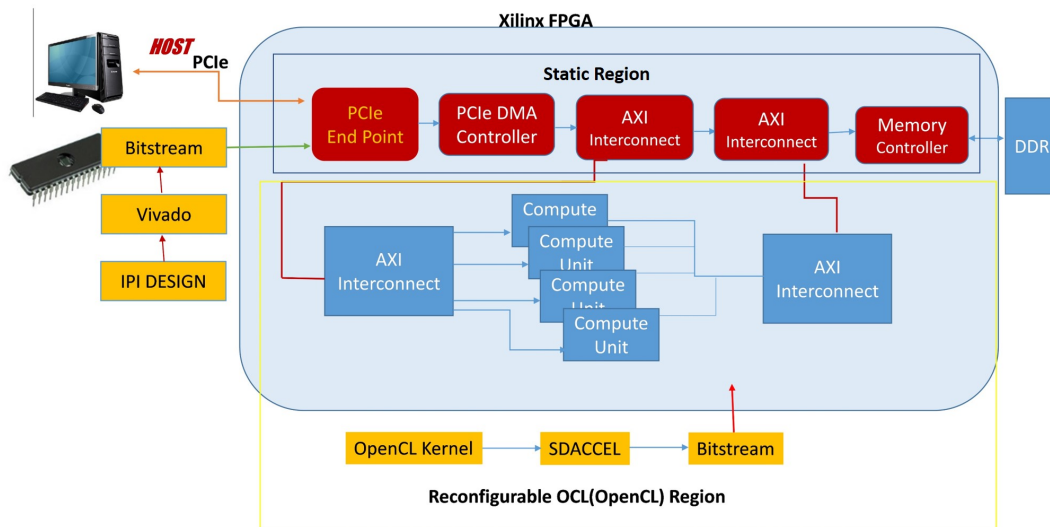 Xilinx FPGA
HOST
PCIe
Static Region
PCIe
End Point
PCIe DMA
Controller
AXI
Interconnect
AXI
Interconnect
Memory
Controller
DDR
Bitstream
Vivado
IPI DESIGN
AXI
Interconnect
Compute
Compute
Unit
Compute
Unit
Compute
Unit
AXI
Interconnect
OpenCL Kernel
SDACCEL
Bitstream
Reconfigurable OCL(OpenCL) Region